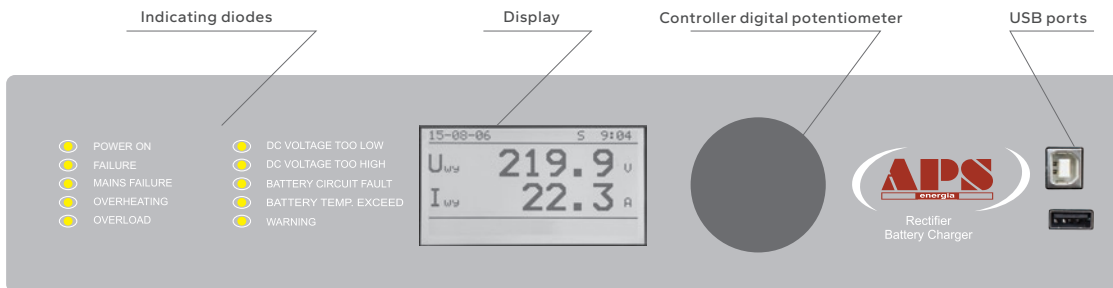 Indicating diodes
Display
Controller digital potentiometer
USB ports
POWER ON
FAILURE
MAINS FAILURE
OVERHEATING
OVERLOAD
DC VOLTAGE TOO LOW
DC VOLTAGE TOO HIGH
BATTERY CIRCUIT FAULT
BATTERY TEMP. EXCEED
WARNING
15-08-06 S 9:04
Uwy 219.9 V
Iwy 22.3 A
APS
energia
Rectifier
Battery Charger